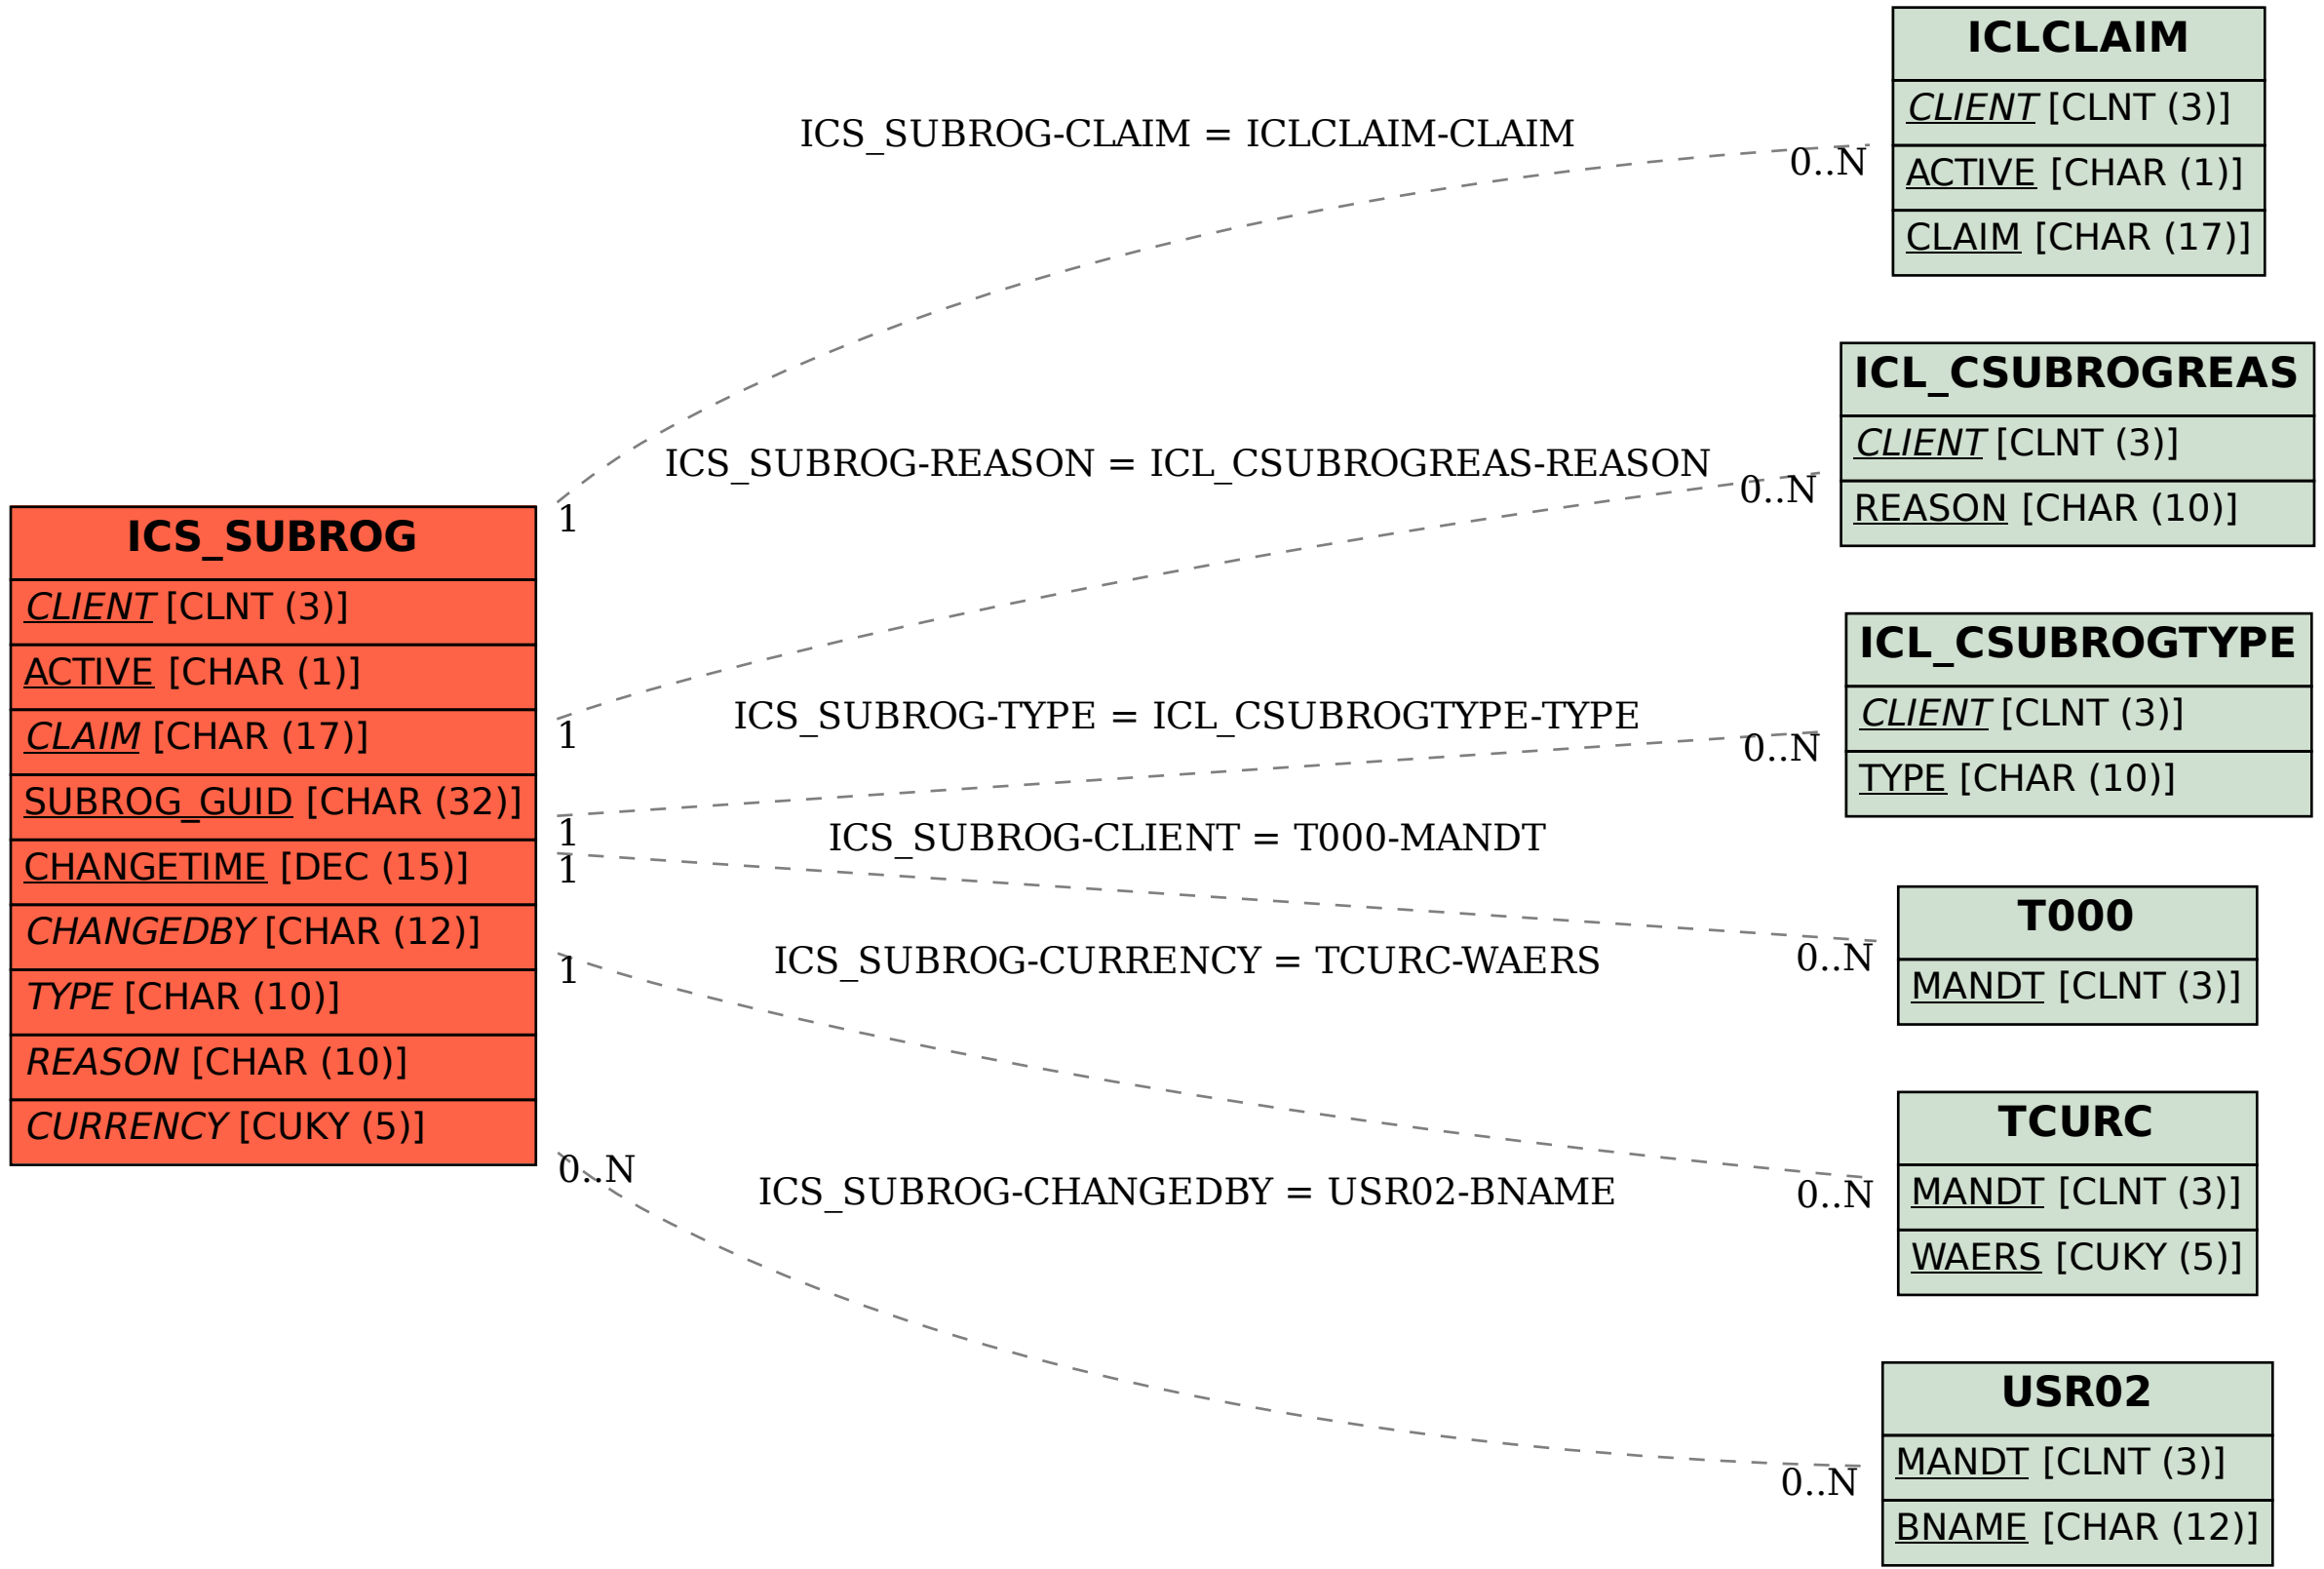 ICLCLAIM
CLIENT [CLNT (3)]
ACTIVE [CHAR (1)]
CLAIM [CHAR (17)]
ICS_SUBROG-CLAIM = ICLCLAIM-CLAIM
0..N
1
ICL_CSUBROGREAS
CLIENT [CLNT (3)]
REASON [CHAR (10)]
ICS_SUBROG-REASON = ICL_CSUBROGREAS-REASON
0..N
1
ICS_SUBROG
CLIENT [CLNT (3)]
ACTIVE [CHAR (1)]
CLAIM [CHAR (17)]
SUBROG_GUID [CHAR (32)]
CHANGETIME [DEC (15)]
CHANGEDBY [CHAR (12)]
TYPE [CHAR (10)]
REASON [CHAR (10)]
CURRENCY [CUKY (5)]
ICL_CSUBROGTYPE
CLIENT [CLNT (3)]
TYPE [CHAR (10)]
ICS_SUBROG-TYPE = ICL_CSUBROGTYPE-TYPE
0..N
1
ICS_SUBROG-CLIENT = T000-MANDT
1
0..N
T000
MANDT [CLNT (3)]
ICS_SUBROG-CURRENCY = TCURC-WAERS
1
0..N
TCURC
MANDT [CLNT (3)]
WAERS [CUKY (5)]
ICS_SUBROG-CHANGEDBY = USR02-BNAME
0..N
0..N
USR02
MANDT [CLNT (3)]
BNAME [CHAR (12)]